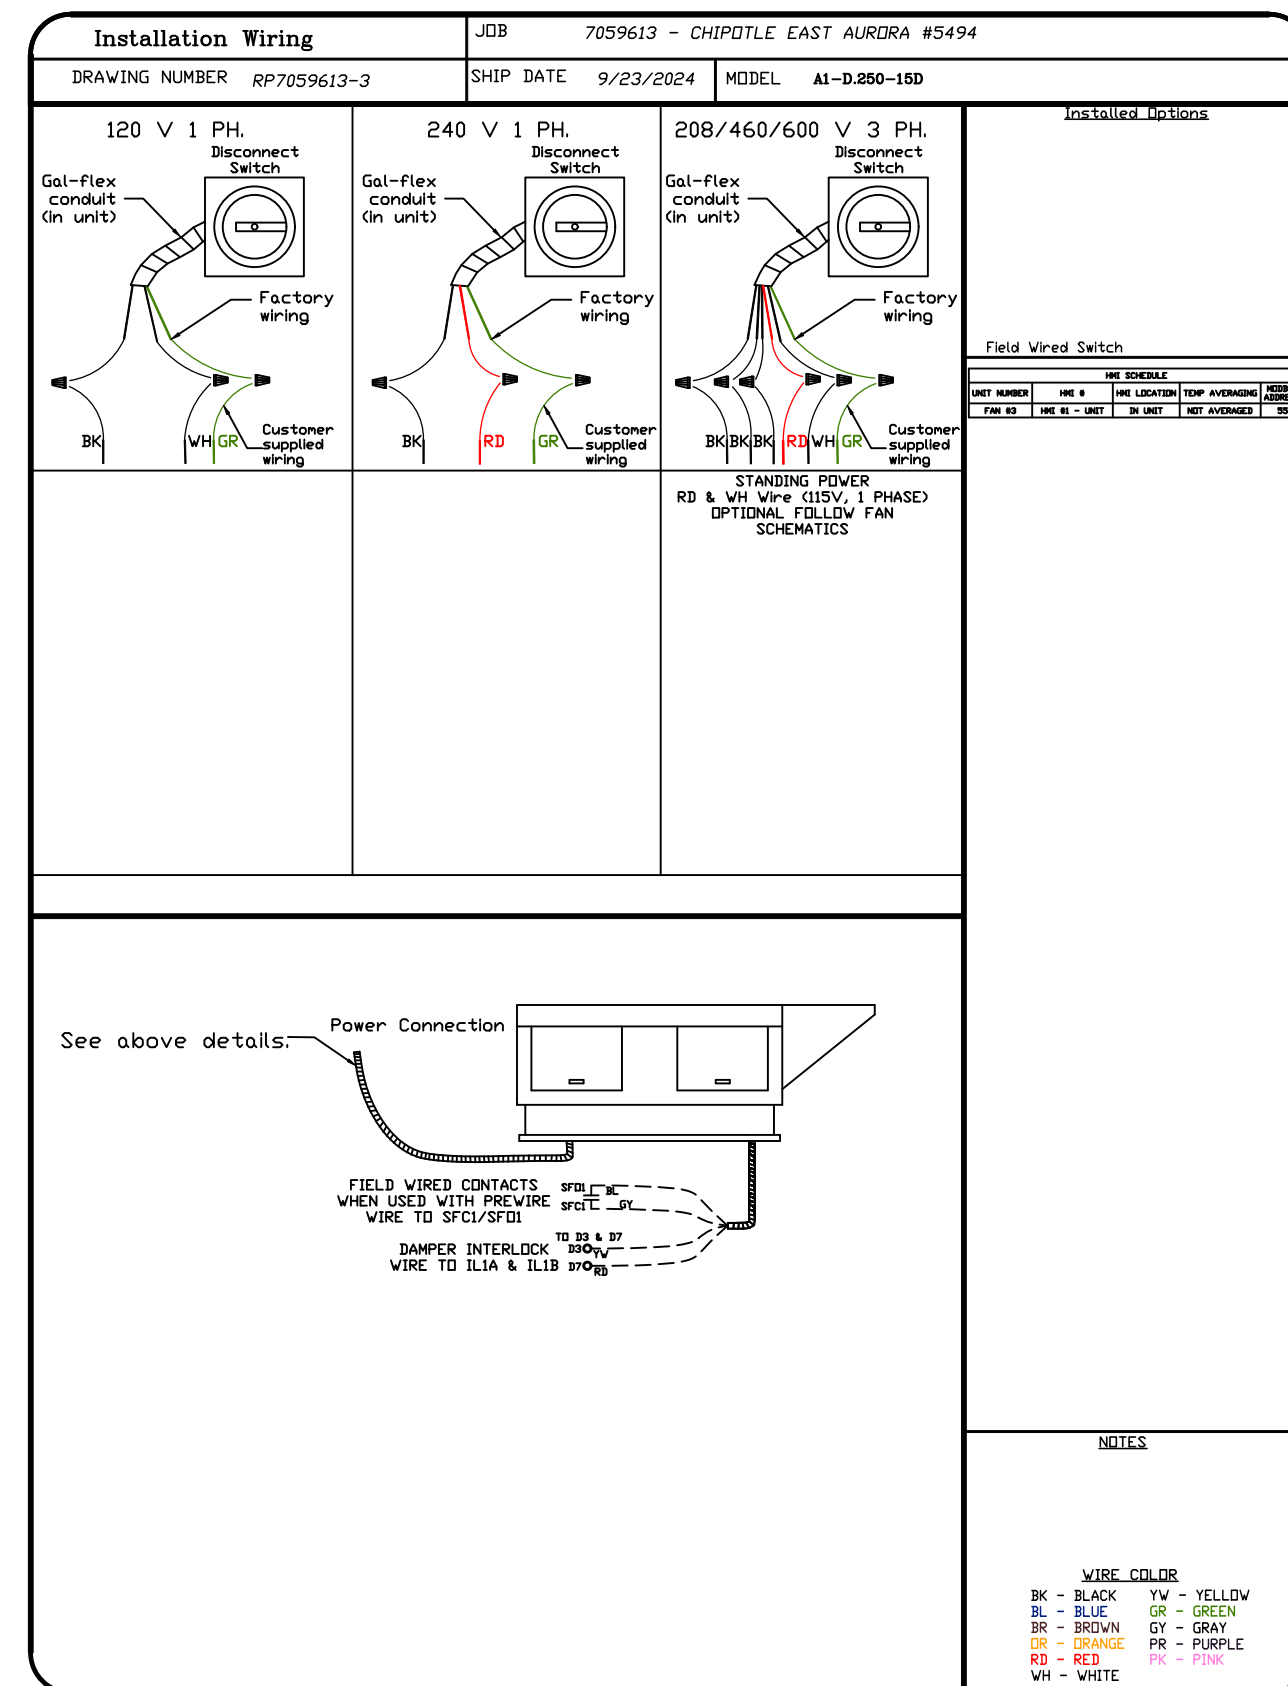 Installation Wiring
JOB 7059613 - CHIPOTLE EAST AURORA #5494
DRAWING NUMBER RP7059613-3
SHIP DATE 9/23/2024
MODEL A1-D.250-15D
120 V 1 PH.
Disconnect
Switch
Gal-flex
conduit
(in unit)
Factory
wiring
BK
WH
GR
Customer
supplied
wiring
240 V 1 PH.
Disconnect
Switch
Gal-flex
conduit
(in unit)
Factory
wiring
BK
RD
GR
Customer
supplied
wiring
208/460/600 V 3 PH.
Disconnect
Switch
Gal-flex
conduit
(in unit)
Factory
wiring
BK
BK
BK
RD
WH
GR
Customer
supplied
wiring
STANDING POWER
RD & WH Wire (115V, 1 PHASE)
OPTIONAL FOLLOW FAN
SCHEMATICS
Installed Options
Field Wired Switch
HMI SCHEDULE
UNIT NUMBER HMI # HMI LOCATION TEMP AVERAGING
FAN #3 HMI #1 - UNIT IN UNIT NOT AVERAGED 55
See above details.
Power Connection
FIELD WIRED CONTACTS
WHEN USED WITH PREWIRE
WIRE TO SFC1/SFO1
SFO1 BL
SFC1 GY
TO D3 & D7
DAMPER INTERLOCK
WIRE TO IL1A & IL1B
D3 YW
D7 RD
NOTES
WIRE COLOR
BK - BLACK YW - YELLOW
BL - BLUE GR - GREEN
BR - BROWN GY - GRAY
OR - ORANGE PR - PURPLE
RD - RED PK - PINK
WH - WHITE